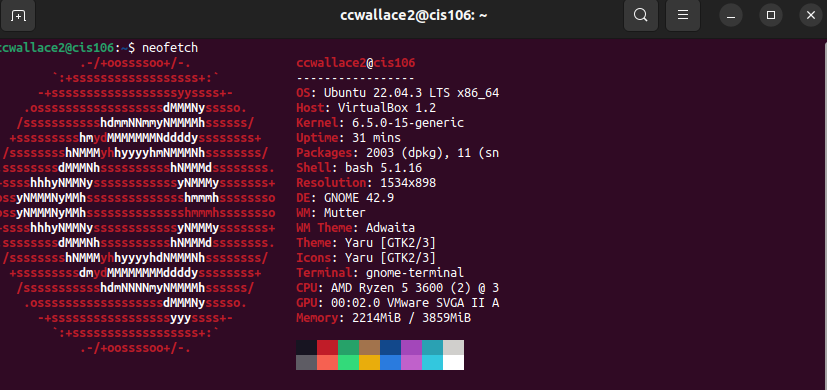 ccwallace2@cis106: ~
ccwallace2@cis106:~$ neofetch
.-/+oossssoo+/-. ccwallace2@cis106
`:+ssssssssssssssssss+:` -----------------
-+ssssssssssssssssssyyssss+- OS: Ubuntu 22.04.3 LTS x86_64
.ossssssssssssssssssdMMMNysssso. Host: VirtualBox 1.2
/ssssssssssshdmmNNmmyNMMMMhssssss/ Kernel: 6.5.0-15-generic
+ssssssssshmydMMMMMMMNddddyssssssss+ Uptime: 31 mins
/sssssssshNMMMyhhyyyyhmNMMMNhssssssss/ Packages: 2003 (dpkg), 11 (sn
ssssssssdMMMNhsssssssssshNMMMdssssssss. Shell: bash 5.1.16
+sssshhhyNMMNyssssssssssssyNMMMysssssss+ Resolution: 1534x898
ossyNMMMNyMMhsssssssssssssshmmmhssssssso DE: GNOME 42.9
ossyNMMMNyMMhsssssssssssssshmmmhssssssso WM: Mutter
+sssshhhyNMMNyssssssssssssyNMMMysssssss+ WM Theme: Adwaita
ssssssssdMMMNhsssssssssshNMMMdssssssss. Theme: Yaru [GTK2/3]
/sssssssshNMMMyhhyyyyhdNMMMNhssssssss/ Icons: Yaru [GTK2/3]
+sssssssssdmydMMMMMMMMddddyssssssss+ Terminal: gnome-terminal
/ssssssssssshdmNNNNmyNMMMMhssssss/ CPU: AMD Ryzen 5 3600 (2) @ 3
.ossssssssssssssssssdMMMNysssso. GPU: 00:02.0 VMware SVGA II A
-+sssssssssssssssssyyyssss+- Memory: 2214MiB / 3859MiB
`:+ssssssssssssssssss+:`
.-/+oossssoo+/-.